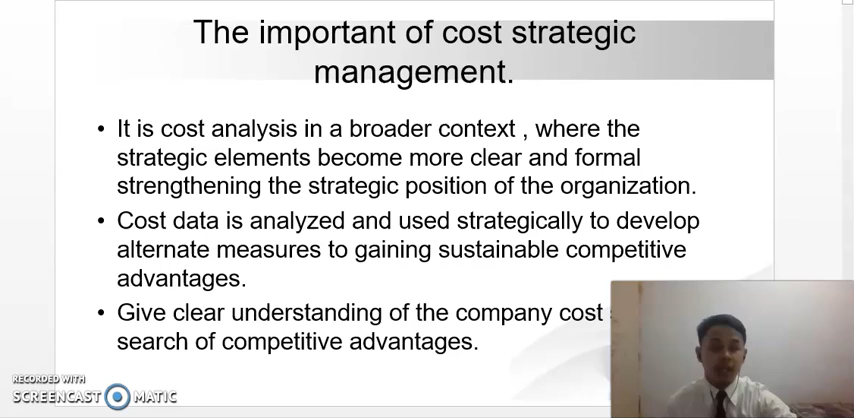 The important of cost strategic
management.
• It is cost analysis in a broader context , where the
strategic elements become more clear and formal
strengthening the strategic position of the organization.
• Cost data is analyzed and used strategically to develop
alternate measures to gaining sustainable competitive
advantages.
• Give clear understanding of the company cost
search of competitive advantages.
RECORDED WITH
SCREENCAST MATIC